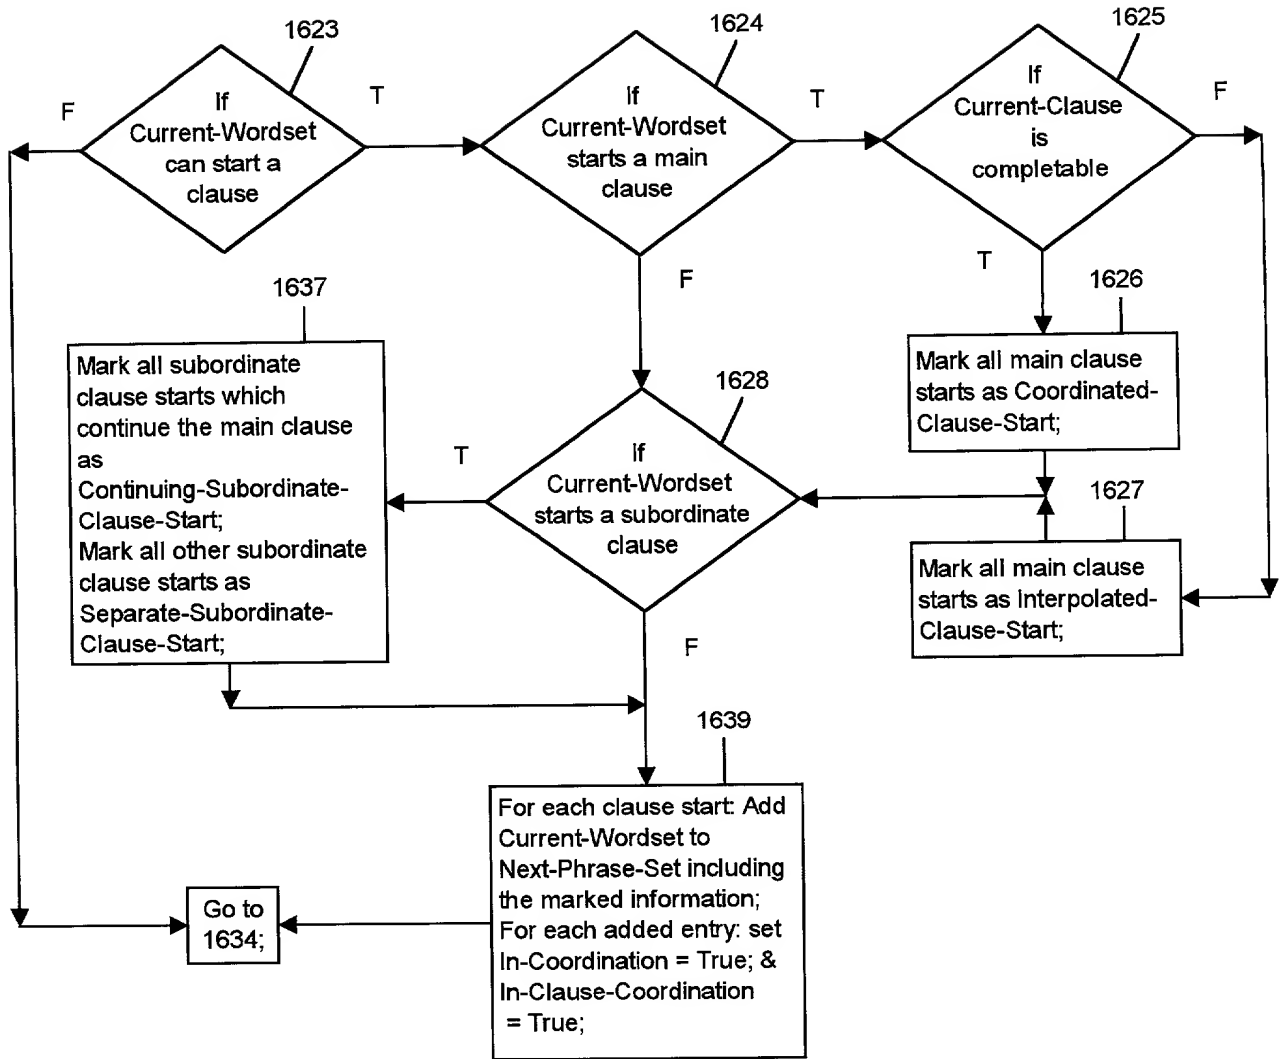 1623
If
Current-Wordset
can start a
clause
F
T
1624
If
Current-Wordset
starts a main
clause
T
F
1625
If
Current-Clause
is
completable
F
T
1626
Mark all main clause
starts as Coordinated-
Clause-Start;
1627
Mark all main clause
starts as Interpolated-
Clause-Start;
1628
If
Current-Wordset
starts a subordinate
clause
T
F
1637
Mark all subordinate
clause starts which
continue the main clause
as
Continuing-Subordinate-
Clause-Start;
Mark all other subordinate
clause starts as
Separate-Subordinate-
Clause-Start;
1639
For each clause start: Add
Current-Wordset to
Next-Phrase-Set including
the marked information;
For each added entry: set
In-Coordination = True; &
In-Clause-Coordination
= True;
Go to
1634;